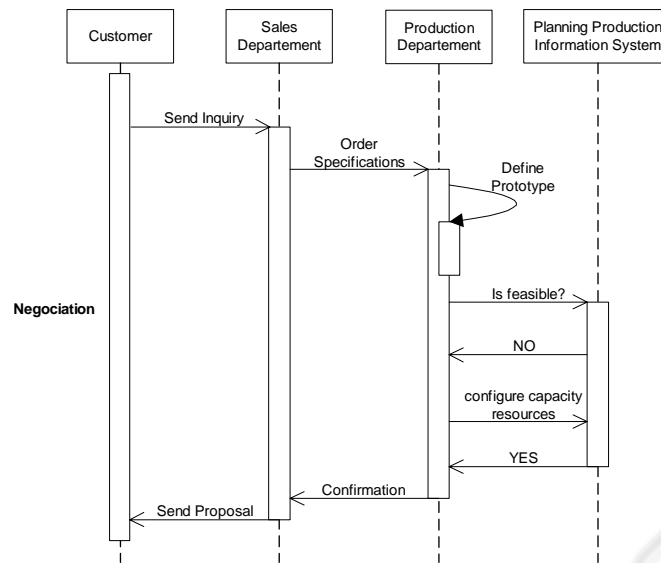 Customer
Sales
Departement
Production
Departement
Planning Production
Information System
Send Inquiry
Order
Specifications
Define
Prototype
Negociation
Is feasible?
NO
configure capacity
resources
YES
Confirmation
Send Proposal